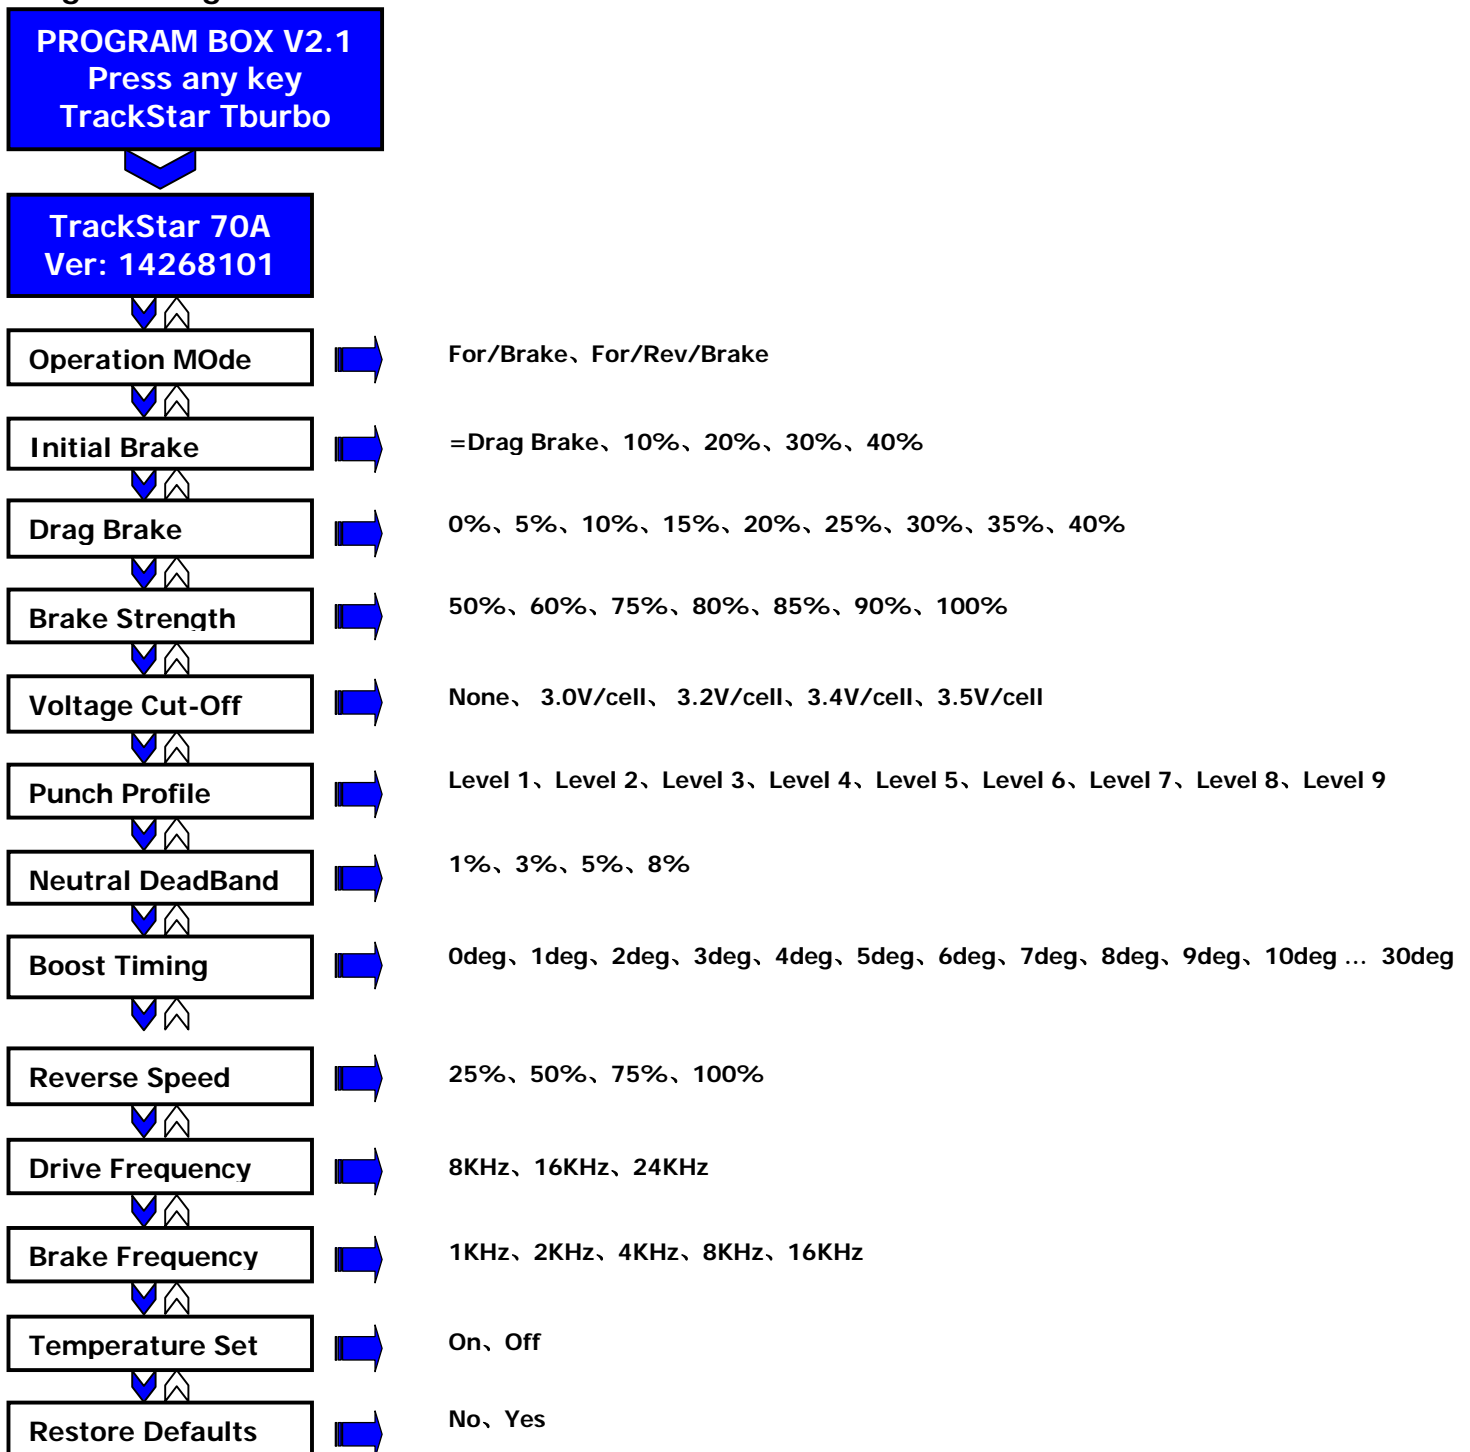 PROGRAM BOX V2.1
Press any key
TrackStar Tburbo
TrackStar 70A
Ver: 14268101
Operation MOde
For/Brake、For/Rev/Brake
Initial Brake
=Drag Brake、10%、20%、30%、40%
Drag Brake
0%、5%、10%、15%、20%、25%、30%、35%、40%
Brake Strength
50%、60%、75%、80%、85%、90%、100%
Voltage Cut-Off
None、 3.0V/cell、 3.2V/cell、3.4V/cell、3.5V/cell
Punch Profile
Level 1、Level 2、Level 3、Level 4、Level 5、Level 6、Level 7、Level 8、Level 9
Neutral DeadBand
1%、3%、5%、8%
Boost Timing
0deg、1deg、2deg、3deg、4deg、5deg、6deg、7deg、8deg、9deg、10deg … 30deg
Reverse Speed
25%、50%、75%、100%
Drive Frequency
8KHz、16KHz、24KHz
Brake Frequency
1KHz、2KHz、4KHz、8KHz、16KHz
Temperature Set
On、Off
Restore Defaults
No、Yes